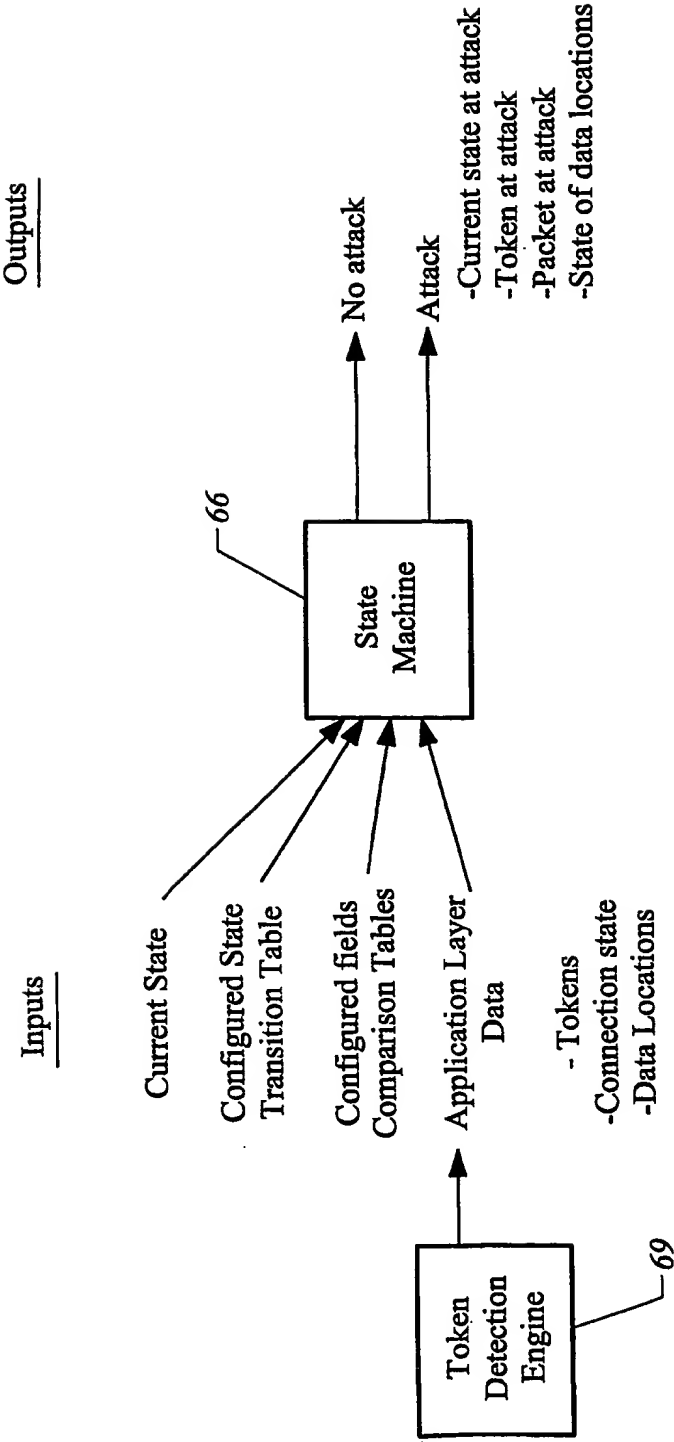 Inputs
Outputs
Current State
Configured State
Transition Table
Configured fields
Comparison Tables
Application Layer
Data
- Tokens
-Connection state
-Data Locations
Token
Detection
Engine
69
State
Machine
66
No attack
Attack
-Current state at attack
-Token at attack
-Packet at attack
-State of data locations